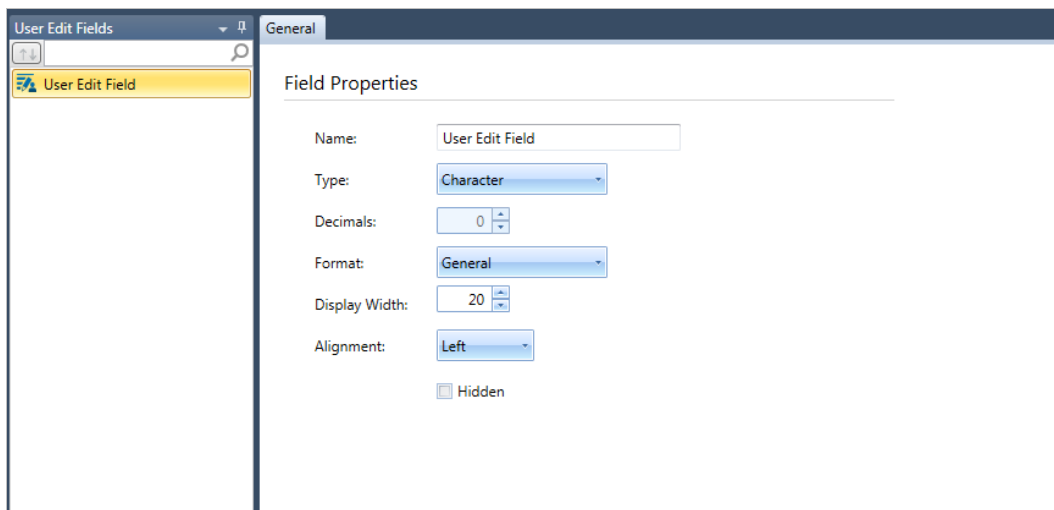 User Edit Fields
General
User Edit Field
Field Properties
Name: User Edit Field
Type: Character
Decimals: 0
Format: General
Display Width: 20
Alignment: Left
Hidden